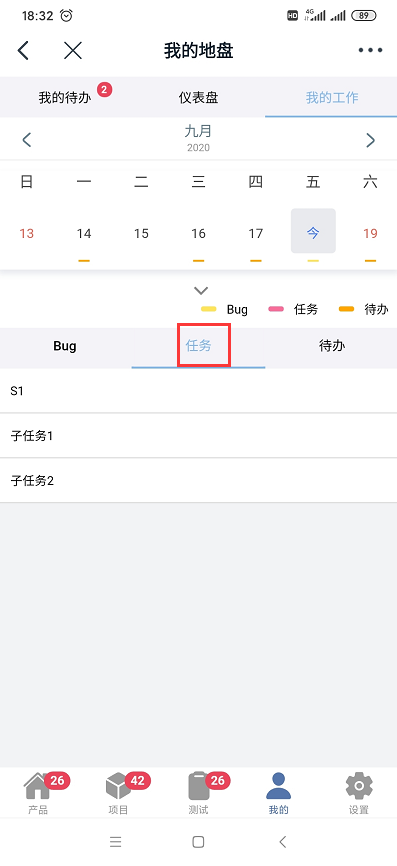 18:32 HD 4G 89
我的地盘
我的待办 2 仪表盘 我的工作
九月
2020
日 一 二 三 四 五 六
13 14 15 16 17 今 19
Bug 任务 待办
Bug 任务 待办
S1
子任务1
子任务2
26 42 26
产品 项目 测试 我的 设置